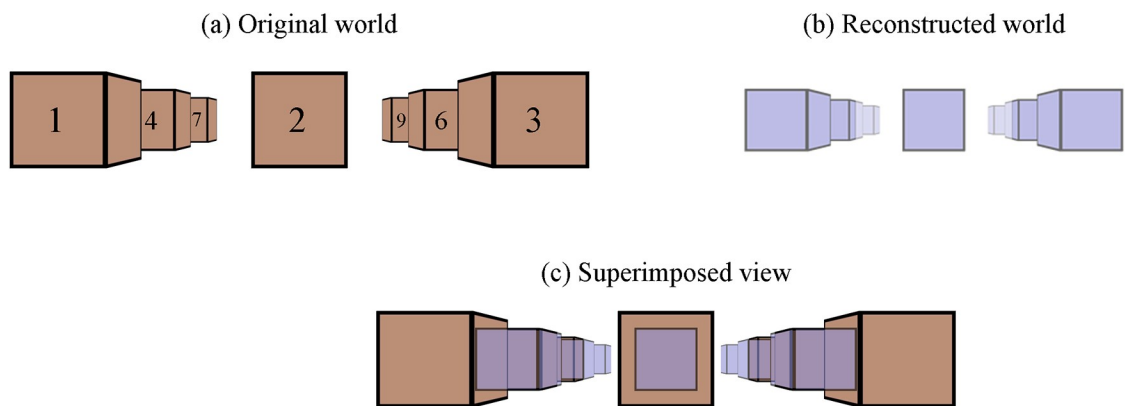 (a) Original world
(b) Reconstructed world
1 4 7 2 9 6 3
(c) Superimposed view